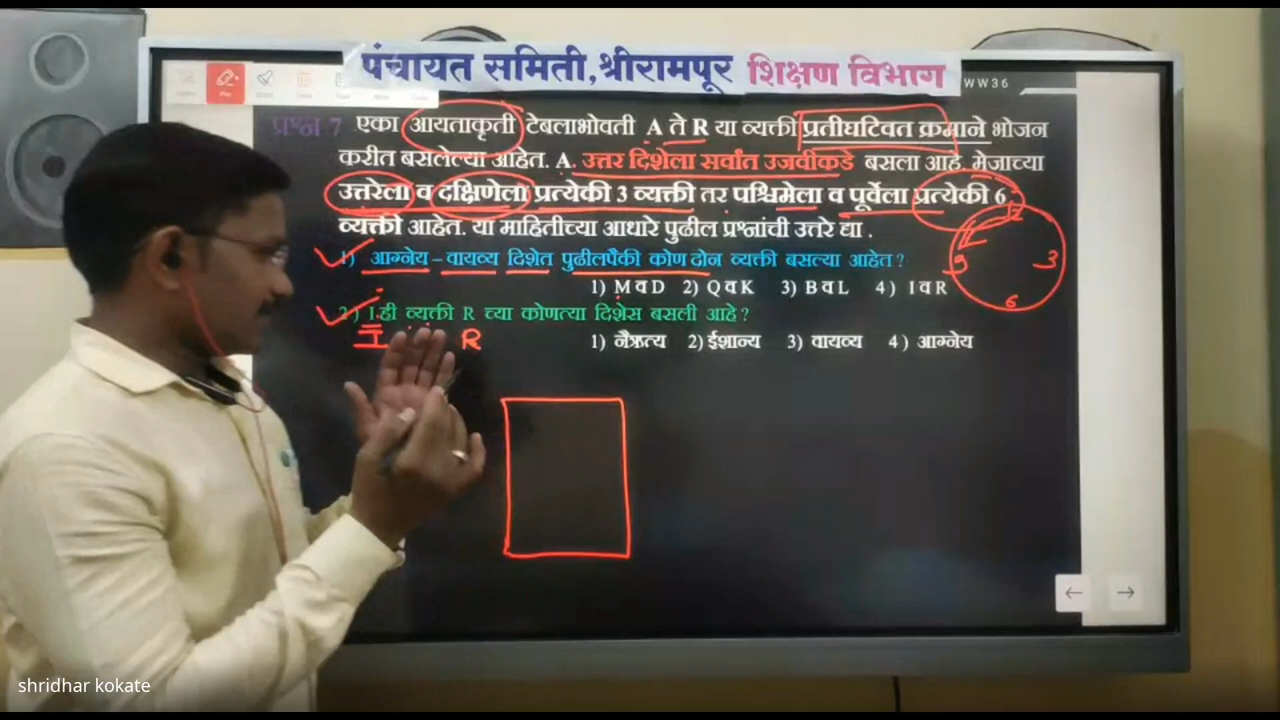 पंचायत समिती,श्रीरामपूर शिक्षण विभाग
WW36
प्रश्न 7 एका आयताकृती टेबलाभोवती A ते R या व्यक्ती प्रतीघटिवत क्रमाने भोजन
करीत बसलेल्या आहेत. A. उत्तर दिशेला सर्वांत उजवीकडे बसला आहे. मेजाच्या
उत्तरेला व दक्षिणेला प्रत्येकी 3 व्यक्ती तर पश्चिमेला व पूर्वेला प्रत्येकी 6
व्यक्ती आहेत. या माहितीच्या आधारे पुढील प्रश्नांची उत्तरे द्या .
1) आग्नेय – वायव्य दिशेत पुढीलपैकी कोण दोन व्यक्ती बसल्या आहेत ?
1) M व D 2) Q व K 3) B व L 4) I व R
2) I ही व्यक्ती R च्या कोणत्या दिशेस बसली आहे ?
1) नैऋत्य 2) ईशान्य 3) वायव्य 4) आग्नेय
I R
12
9 3
6
shridhar kokate